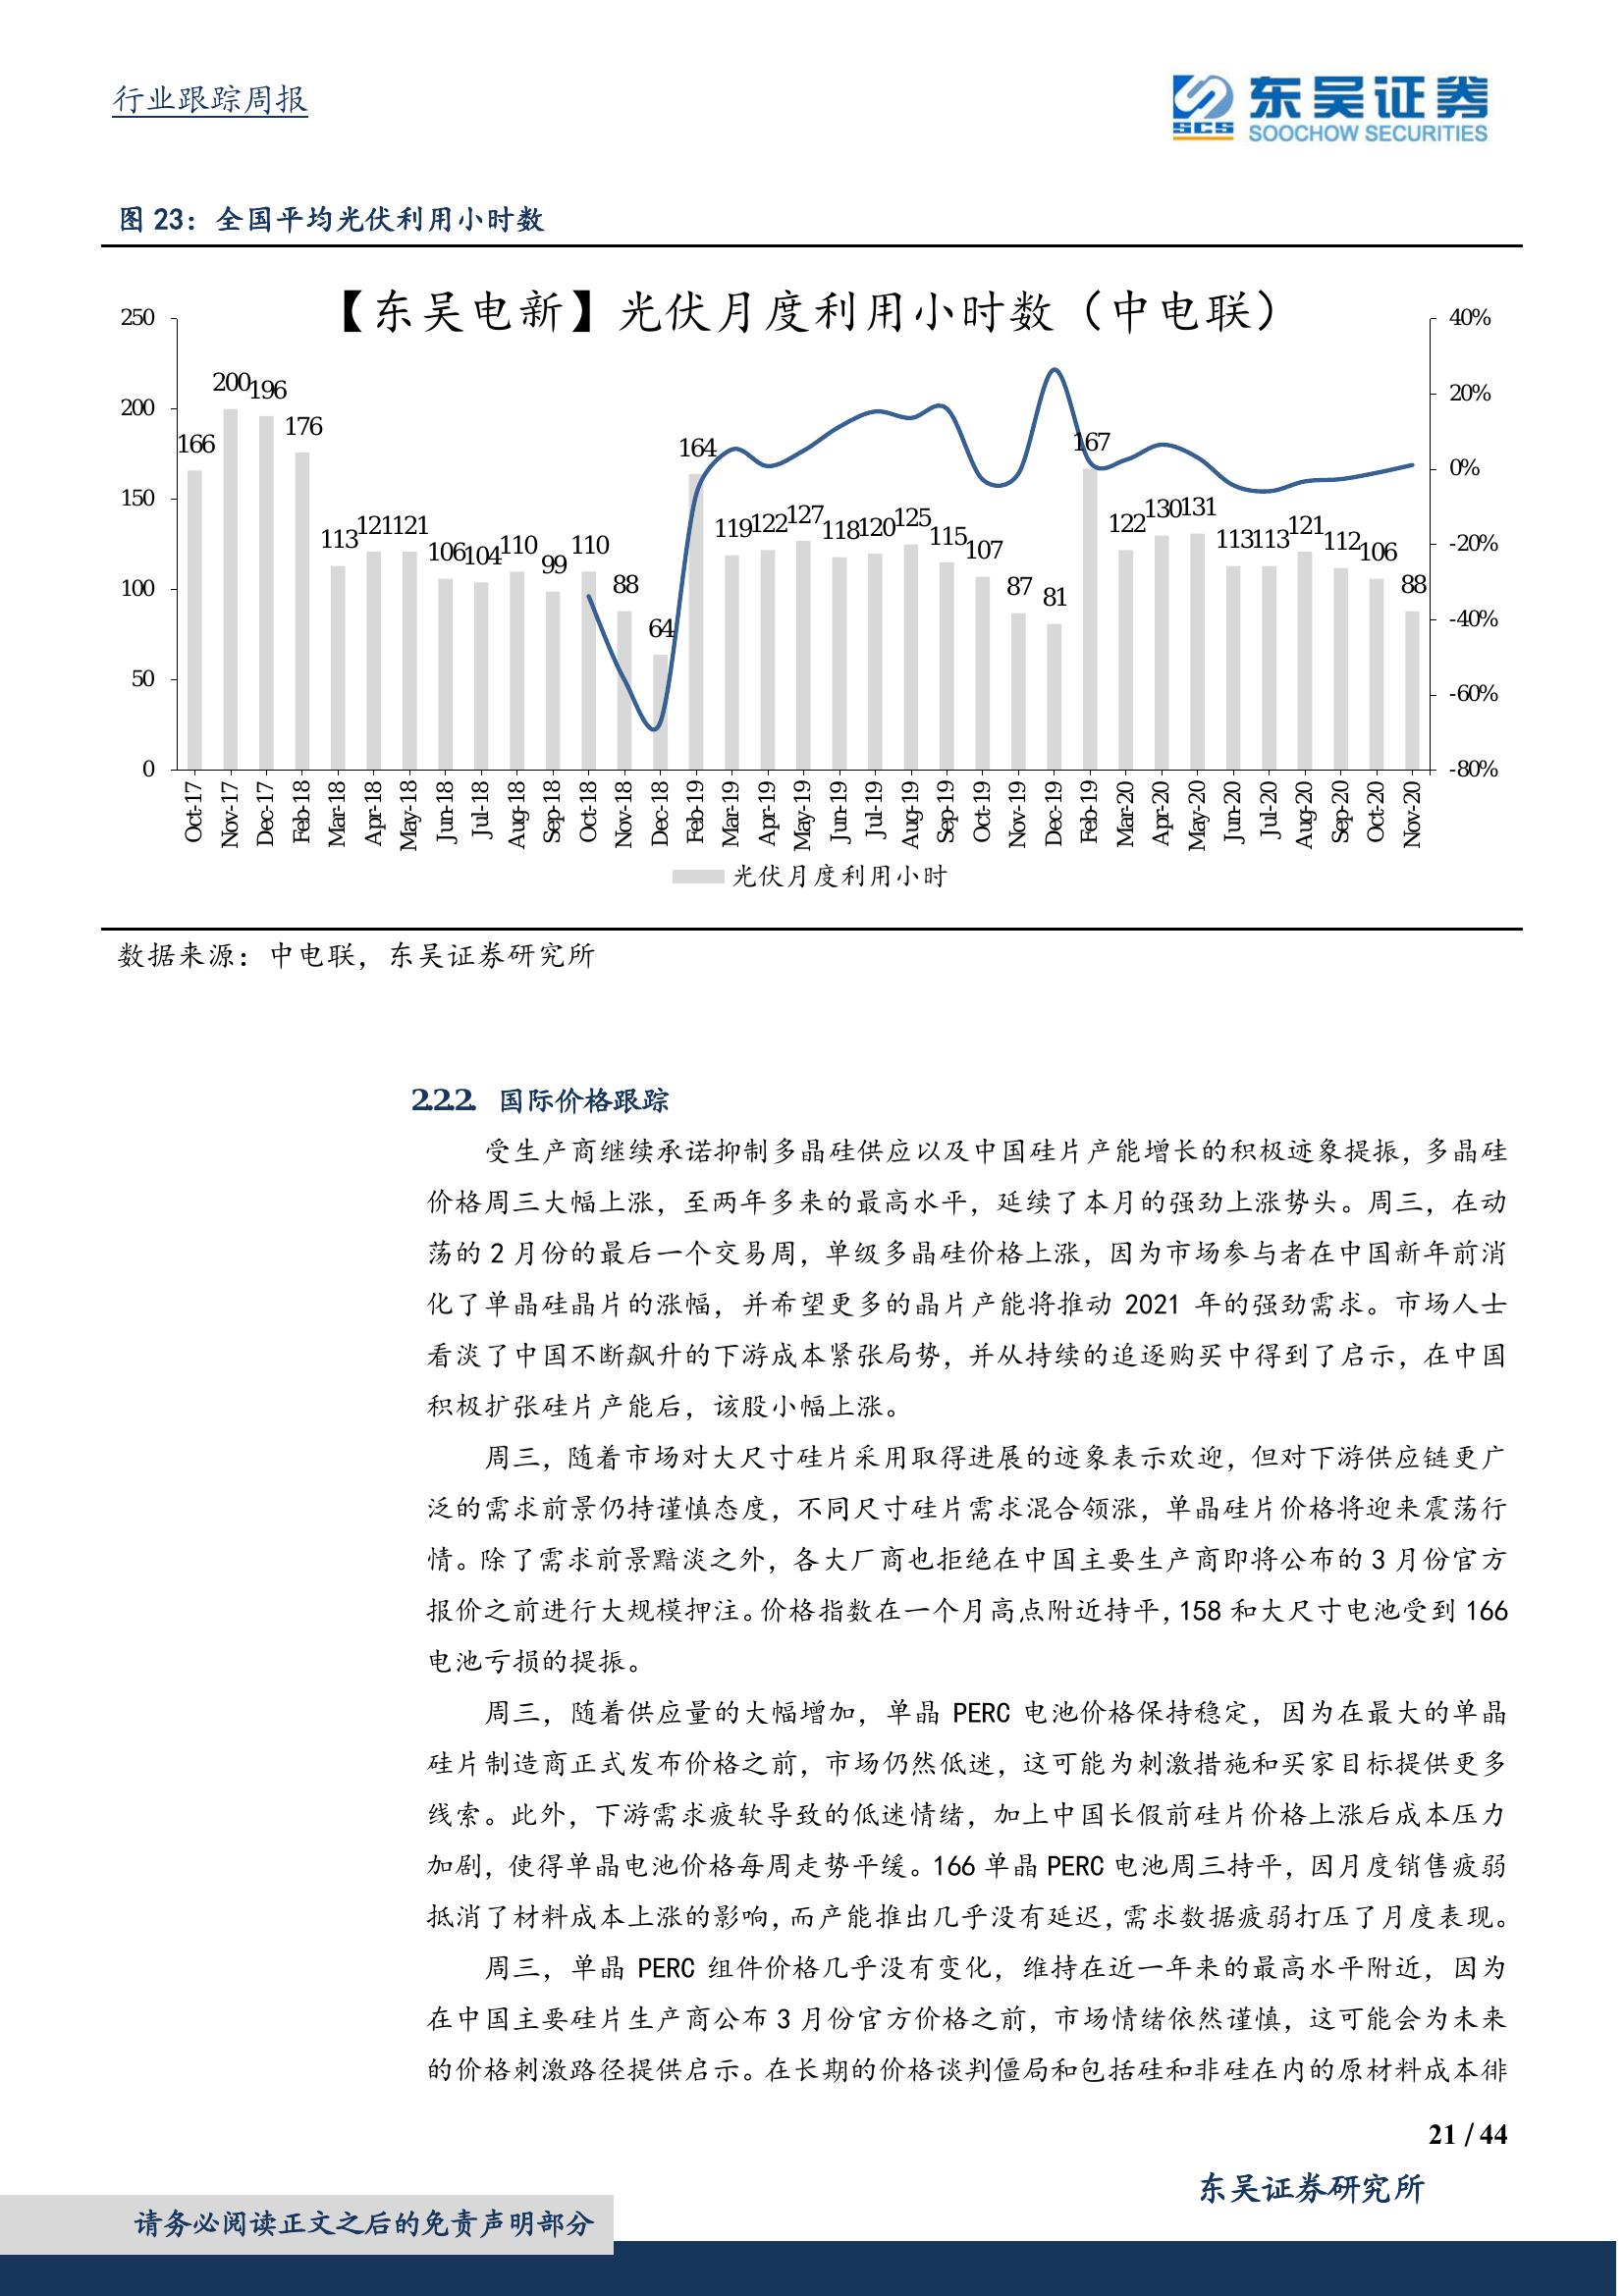 行业跟踪周报
SCS 东吴证券
SOOCHOW SECURITIES
图 23：全国平均光伏利用小时数
【东吴电新】光伏月度利用小时数（中电联）
250
200
150
100
50
0
40%
20%
0%
-20%
-40%
-60%
-80%
166 200 196 176 113 121 121 106 104 110 99 110 88 64 164 119 122 127 118 120 125 115 107 87 81 167 122 130 131 113 113 121 112 106 88
Oct-17 Nov-17 Dec-17 Feb-18 Mar-18 Apr-18 May-18 Jun-18 Jul-18 Aug-18 Sep-18 Oct-18 Nov-18 Dec-18 Feb-19 Mar-19 Apr-19 May-19 Jun-19 Jul-19 Aug-19 Sep-19 Oct-19 Nov-19 Dec-19 Feb-19 Mar-20 Apr-20 May-20 Jun-20 Jul-20 Aug-20 Sep-20 Oct-20 Nov-20
光伏月度利用小时
数据来源：中电联，东吴证券研究所
2.2.2. 国际价格跟踪
受生产商继续承诺抑制多晶硅供应以及中国硅片产能增长的积极迹象提振，多晶硅
价格周三大幅上涨，至两年多来的最高水平，延续了本月的强劲上涨势头。周三，在动
荡的 2 月份的最后一个交易周，单级多晶硅价格上涨，因为市场参与者在中国新年前消
化了单晶硅晶片的涨幅，并希望更多的晶片产能将推动 2021 年的强劲需求。市场人士
看淡了中国不断飙升的下游成本紧张局势，并从持续的追逐购买中得到了启示，在中国
积极扩张硅片产能后，该股小幅上涨。
周三，随着市场对大尺寸硅片采用取得进展的迹象表示欢迎，但对下游供应链更广
泛的需求前景仍持谨慎态度，不同尺寸硅片需求混合领涨，单晶硅片价格将迎来震荡行
情。除了需求前景黯淡之外，各大厂商也拒绝在中国主要生产商即将公布的 3 月份官方
报价之前进行大规模押注。价格指数在一个月高点附近持平，158 和大尺寸电池受到 166
电池亏损的提振。
周三，随着供应量的大幅增加，单晶 PERC 电池价格保持稳定，因为在最大的单晶
硅片制造商正式发布价格之前，市场仍然低迷，这可能为刺激措施和买家目标提供更多
线索。此外，下游需求疲软导致的低迷情绪，加上中国长假前硅片价格上涨后成本压力
加剧，使得单晶电池价格每周走势平缓。166 单晶 PERC 电池周三持平，因月度销售疲弱
抵消了材料成本上涨的影响，而产能推出几乎没有延迟，需求数据疲弱打压了月度表现。
周三，单晶 PERC 组件价格几乎没有变化，维持在近一年来的最高水平附近，因为
在中国主要硅片生产商公布 3 月份官方价格之前，市场情绪依然谨慎，这可能会为未来
的价格刺激路径提供启示。在长期的价格谈判僵局和包括硅和非硅在内的原材料成本徘
21 / 44
东吴证券研究所
请务必阅读正文之后的免责声明部分